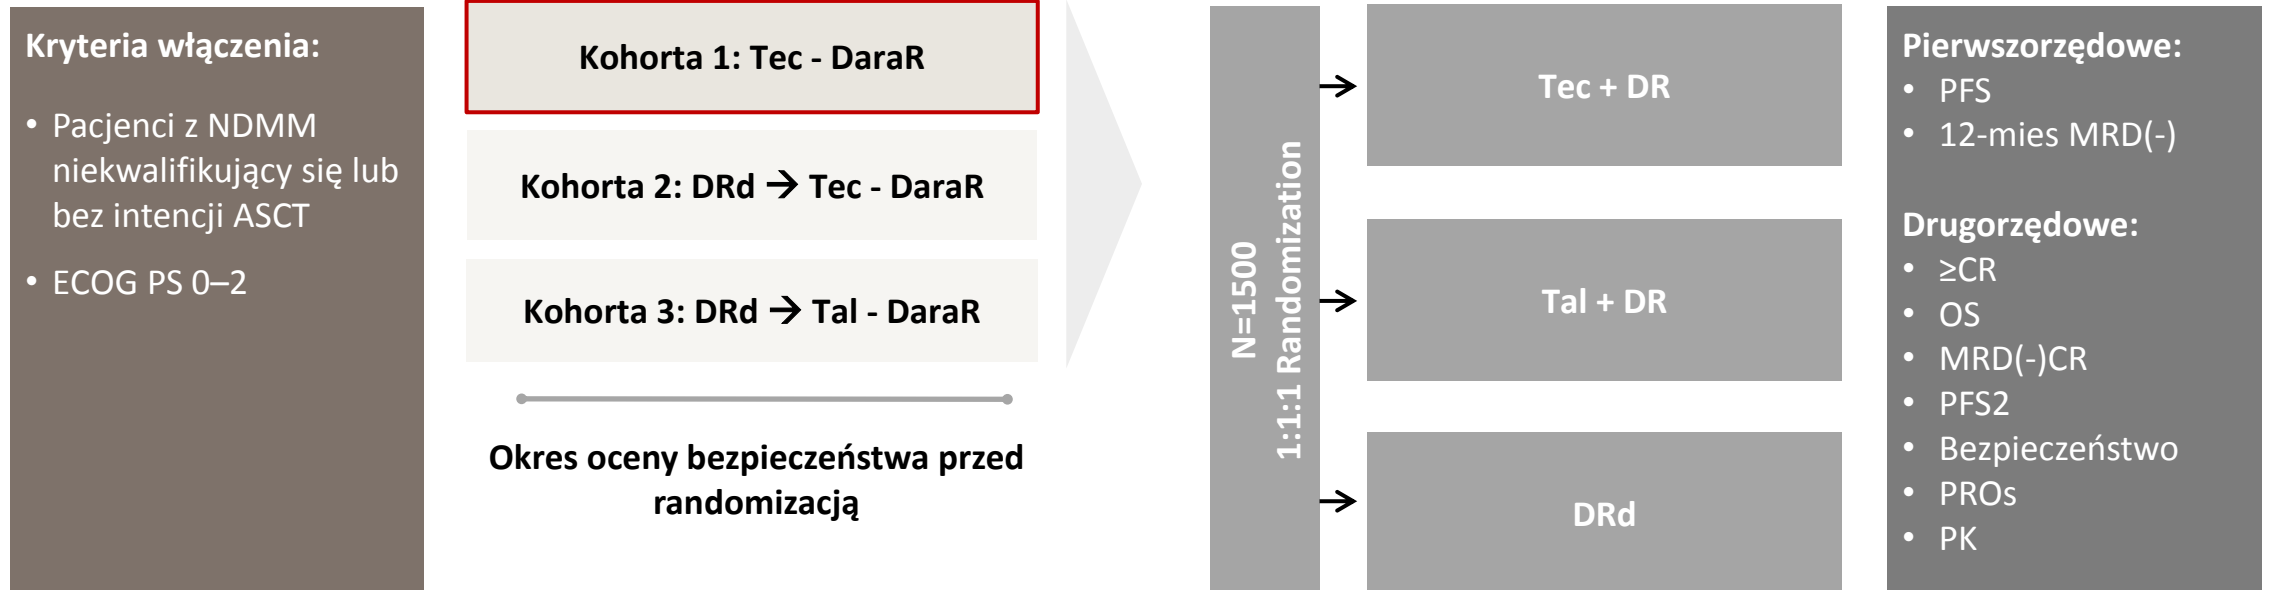 Kryteria włączenia:
• Pacjenci z NDMM
niekwalifikujący się lub
bez intencji ASCT
• ECOG PS 0–2
Kohorta 1: Tec - DaraR
Kohorta 2: DRd → Tec - DaraR
Kohorta 3: DRd → Tal - DaraR
Okres oceny bezpieczeństwa przed
randomizacją
N=1500
1:1:1 Randomization
Tec + DR
Tal + DR
DRd
Pierwszorzędowe:
• PFS
• 12-mies MRD(-)
Drugorzędowe:
• ≥CR
• OS
• MRD(-)CR
• PFS2
• Bezpieczeństwo
• PROs
• PK